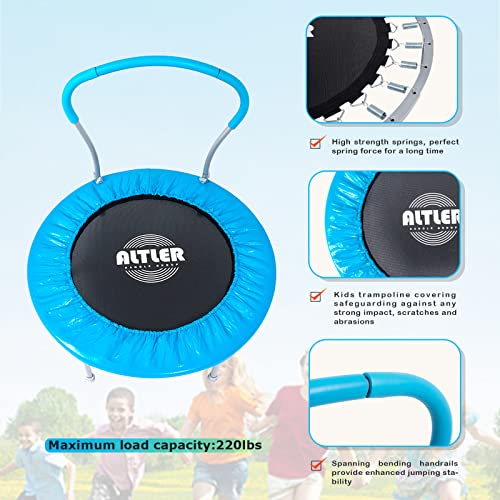 ALTLER
High strength springs, perfect
spring force for a long time
ALTLER
Kids trampoline covering
safeguarding against any
strong impact, scratches and
abrasions
Maximum load capacity:220lbs
Spanning bending handrails
provide enhanced jumping sta-
bility